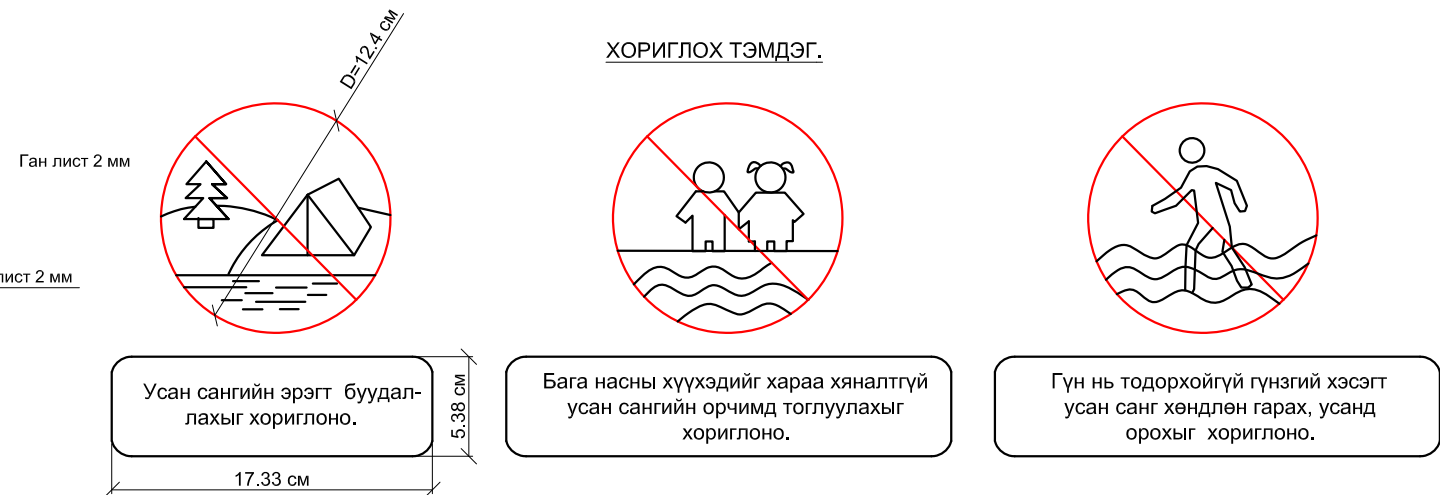 ХОРИГЛОХ ТЭМДЭГ.
D=12.4 см
Ган лист 2 мм
лист 2 мм
Усан сангийн эрэгт буудал-
лахыг хориглоно.
5.38 см
17.33 см
Бага насны хүүхэдийг хараа хяналтгүй
усан сангийн орчимд тоглуулахыг
хориглоно.
Гүн нь тодорхойгүй гүнзгий хэсэгт
усан санг хөндлөн гарах, усанд
орохыг хориглоно.